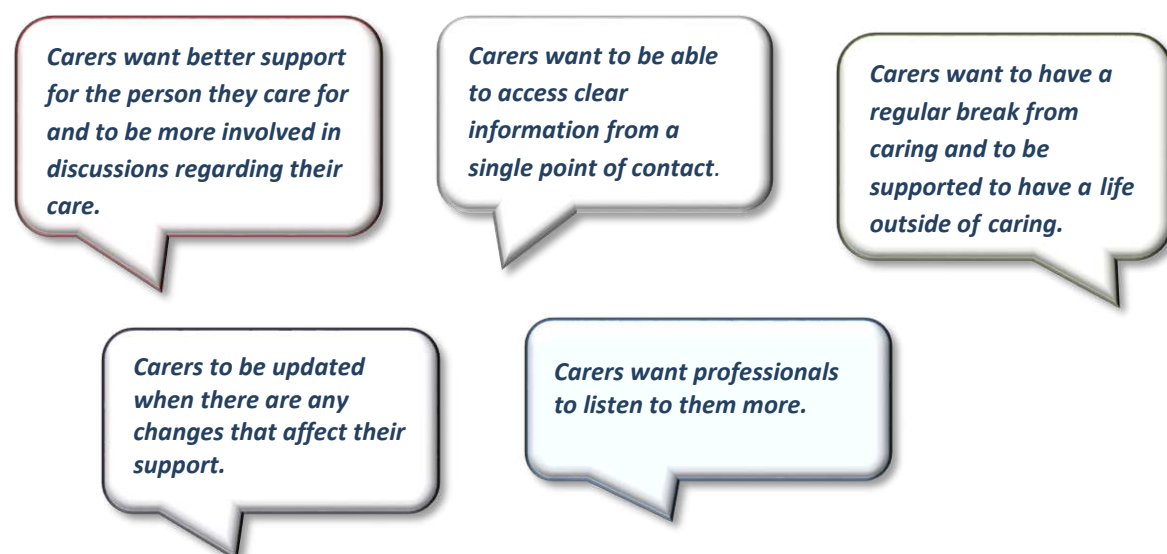 Carers want better support
for the person they care for
and to be more involved in
discussions regarding their
care.
Carers want to be able
to access clear
information from a
single point of contact.
Carers want to have a
regular break from
caring and to be
supported to have a life
outside of caring.
Carers to be updated
when there are any
changes that affect their
support.
Carers want professionals
to listen to them more.